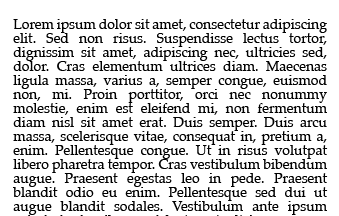 Lorem ipsum dolor sit amet, consectetur adipiscing
elit. Sed non risus. Suspendisse lectus tortor,
dignissim sit amet, adipiscing nec, ultricies sed,
dolor. Cras elementum ultrices diam. Maecenas
ligula massa, varius a, semper congue, euismod
non, mi. Proin porttitor, orci nec nonummy
molestie, enim est eleifend mi, non fermentum
diam nisl sit amet erat. Duis semper. Duis arcu
massa, scelerisque vitae, consequat in, pretium a,
enim. Pellentesque congue. Ut in risus volutpat
libero pharetra tempor. Cras vestibulum bibendum
augue. Praesent egestas leo in pede. Praesent
blandit odio eu enim. Pellentesque sed dui ut
augue blandit sodales. Vestibulum ante ipsum